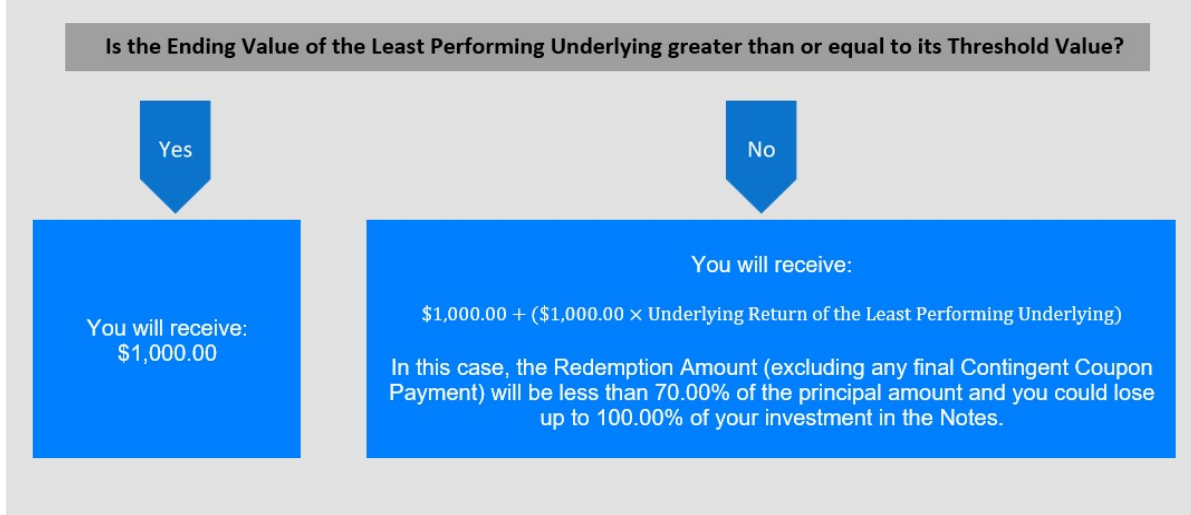 Is the Ending Value of the Least Performing Underlying greater than or equal to its Threshold Value?
Yes
No
You will receive:
$1,000.00
You will receive:
$1,000.00 + ($1,000.00 × Underlying Return of the Least Performing Underlying)
In this case, the Redemption Amount (excluding any final Contingent Coupon
Payment) will be less than 70.00% of the principal amount and you could lose
up to 100.00% of your investment in the Notes.